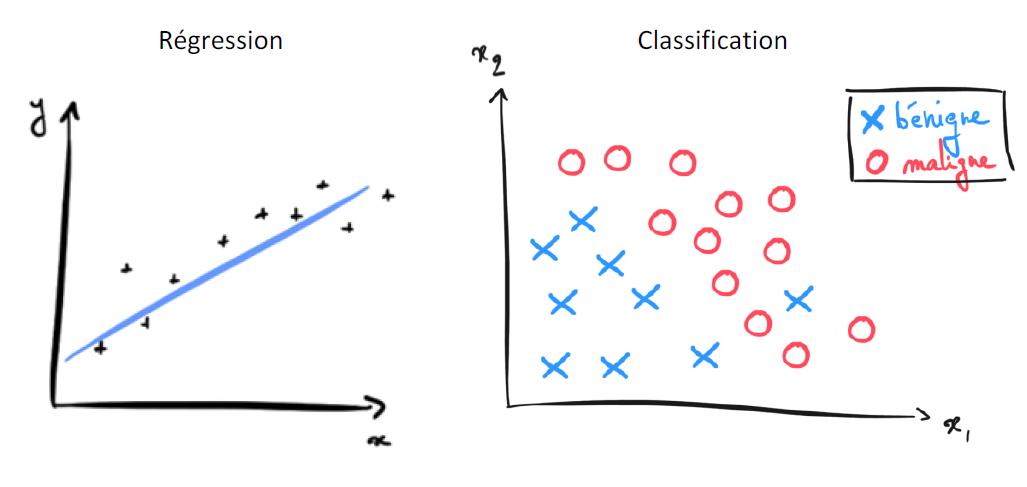 Régression
Classification
y
x
x2
x1
bénigne
maligne